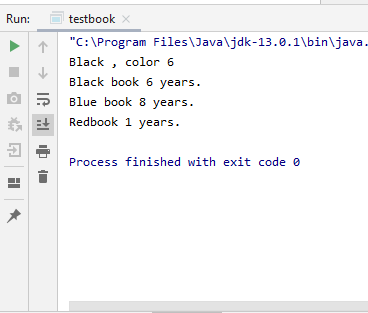 Run: testbook
"C:\Program Files\Java\jdk-13.0.1\bin\java.
Black , color 6
Black book 6 years.
Blue book 8 years.
Redbook 1 years.
Process finished with exit code 0